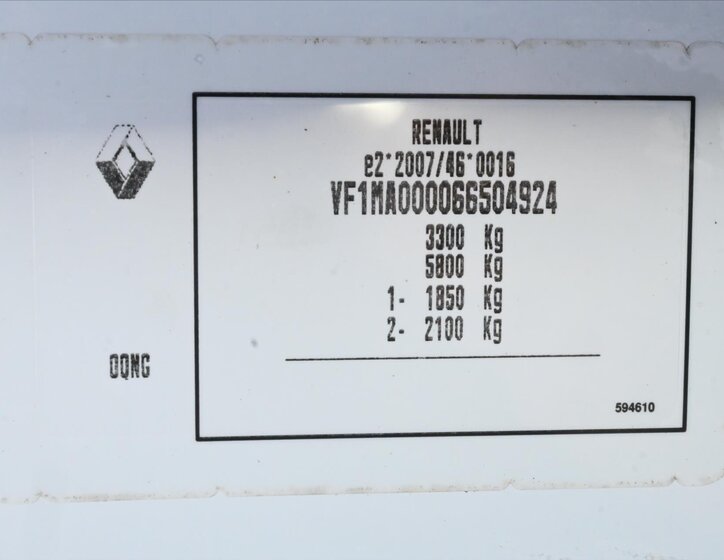 RENAULT
e2*2007/46*0016
VF1MA000066504924
3300 Kg
5800 Kg
1- 1850 Kg
2- 2100 Kg
OQNG
594610